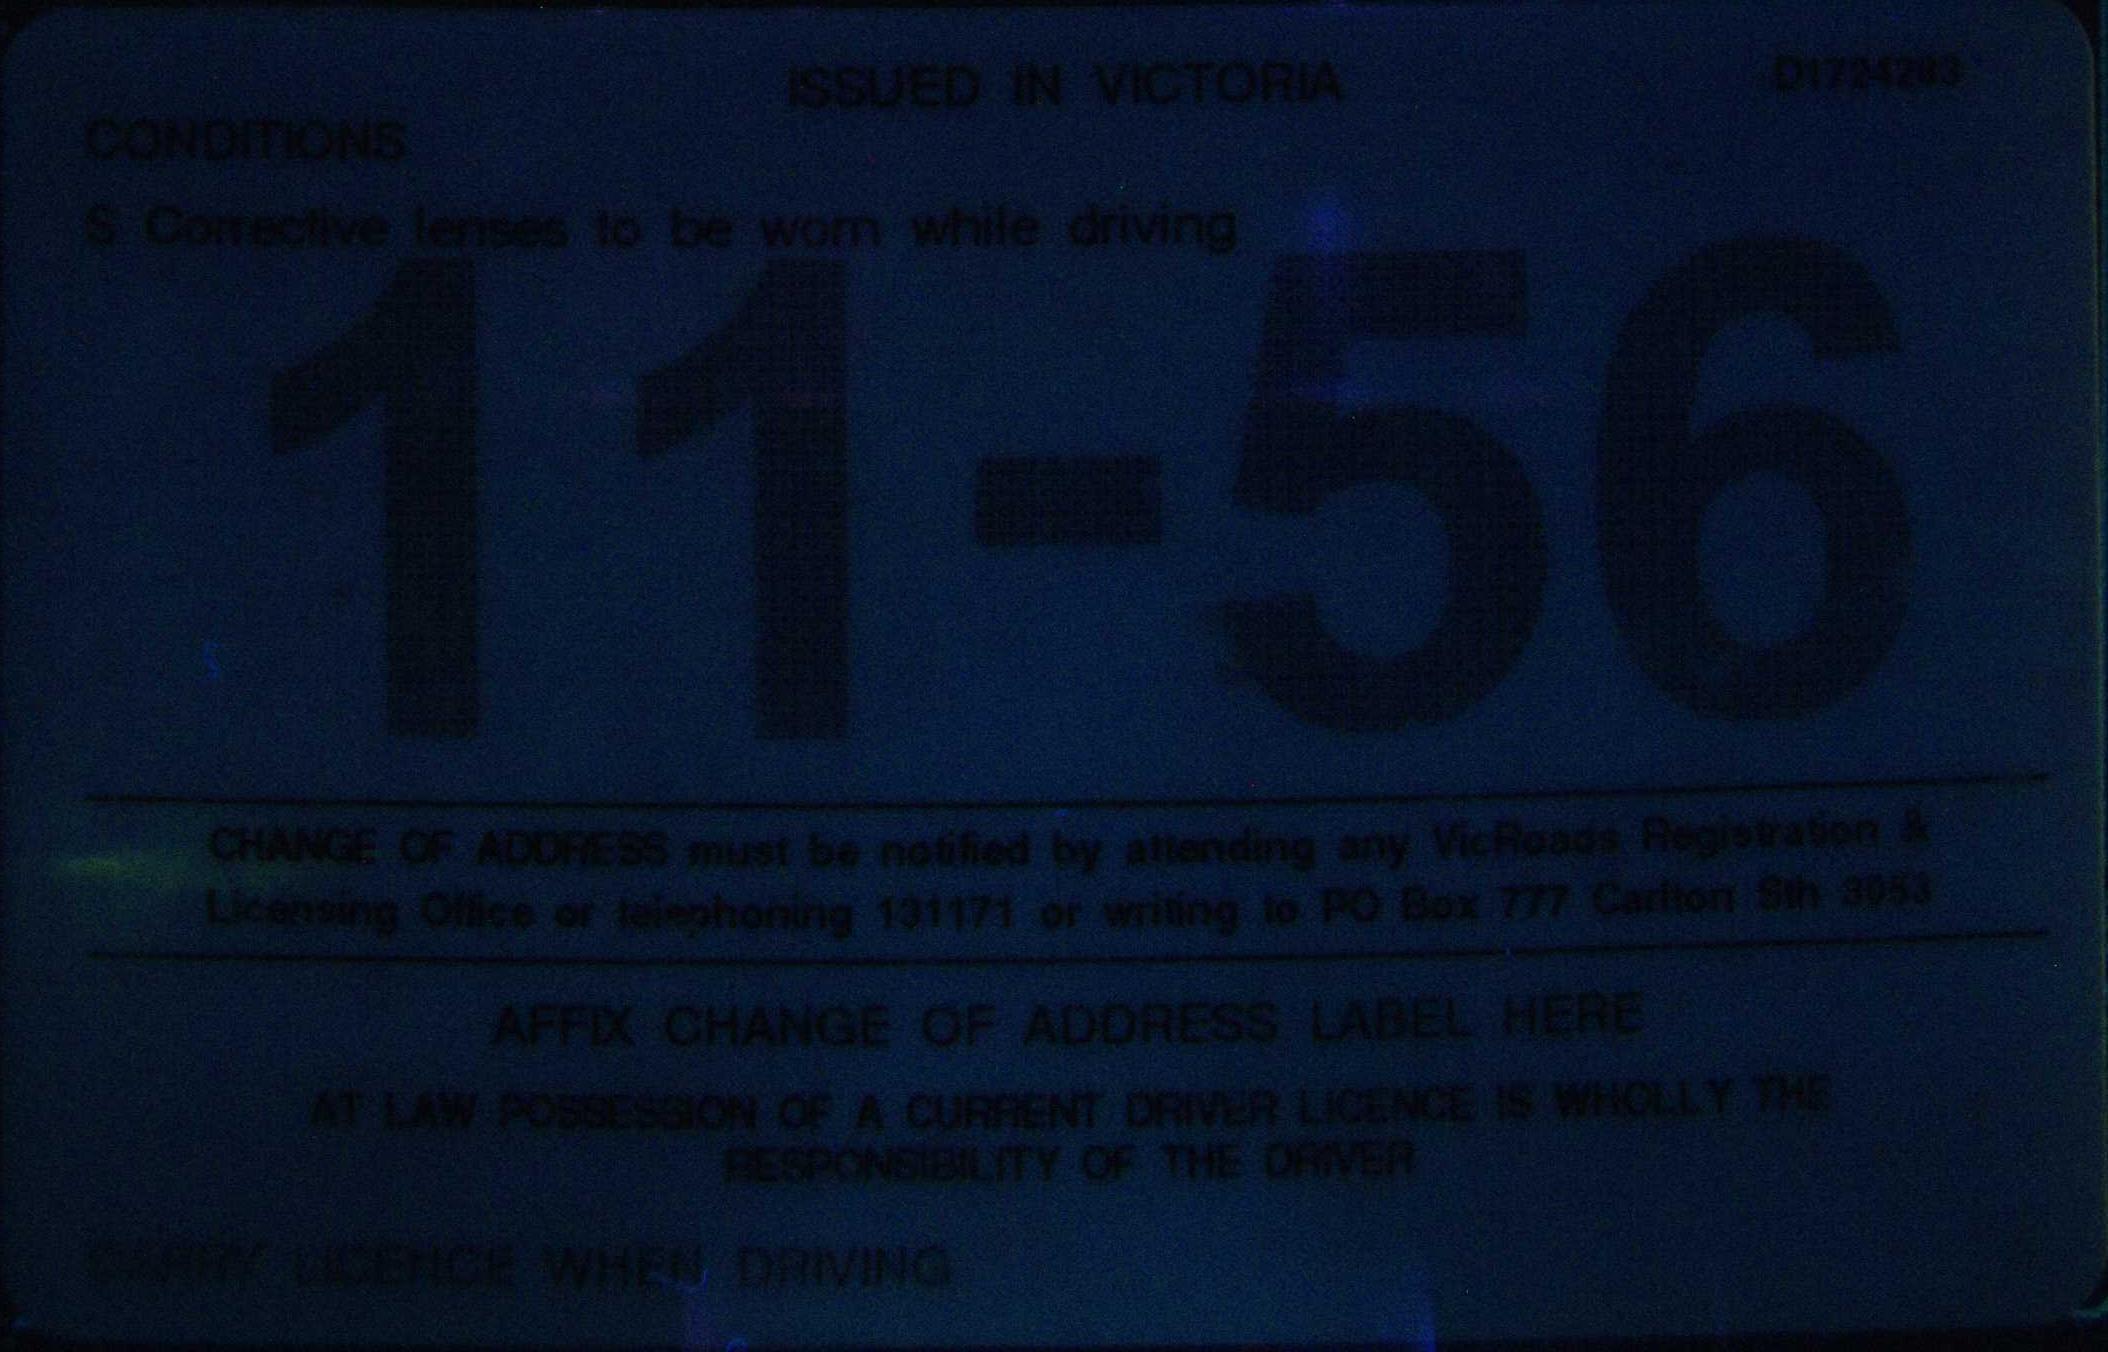 ISSUED IN VICTORIA
CONDITIONS
S Corrective lenses to be worn while driving
11-56
CHANGE OF ADDRESS must be notified by attending any VicRoads Registration &
Licensing Office or telephoning 131171 or writing to PO Box 777 Carlton Sth 3053
AFFIX CHANGE OF ADDRESS LABEL HERE
AT LAW POSSESSION OF A CURRENT DRIVER LICENCE IS WHOLLY THE
RESPONSIBILITY OF THE DRIVER
CARRY LICENCE WHEN DRIVING